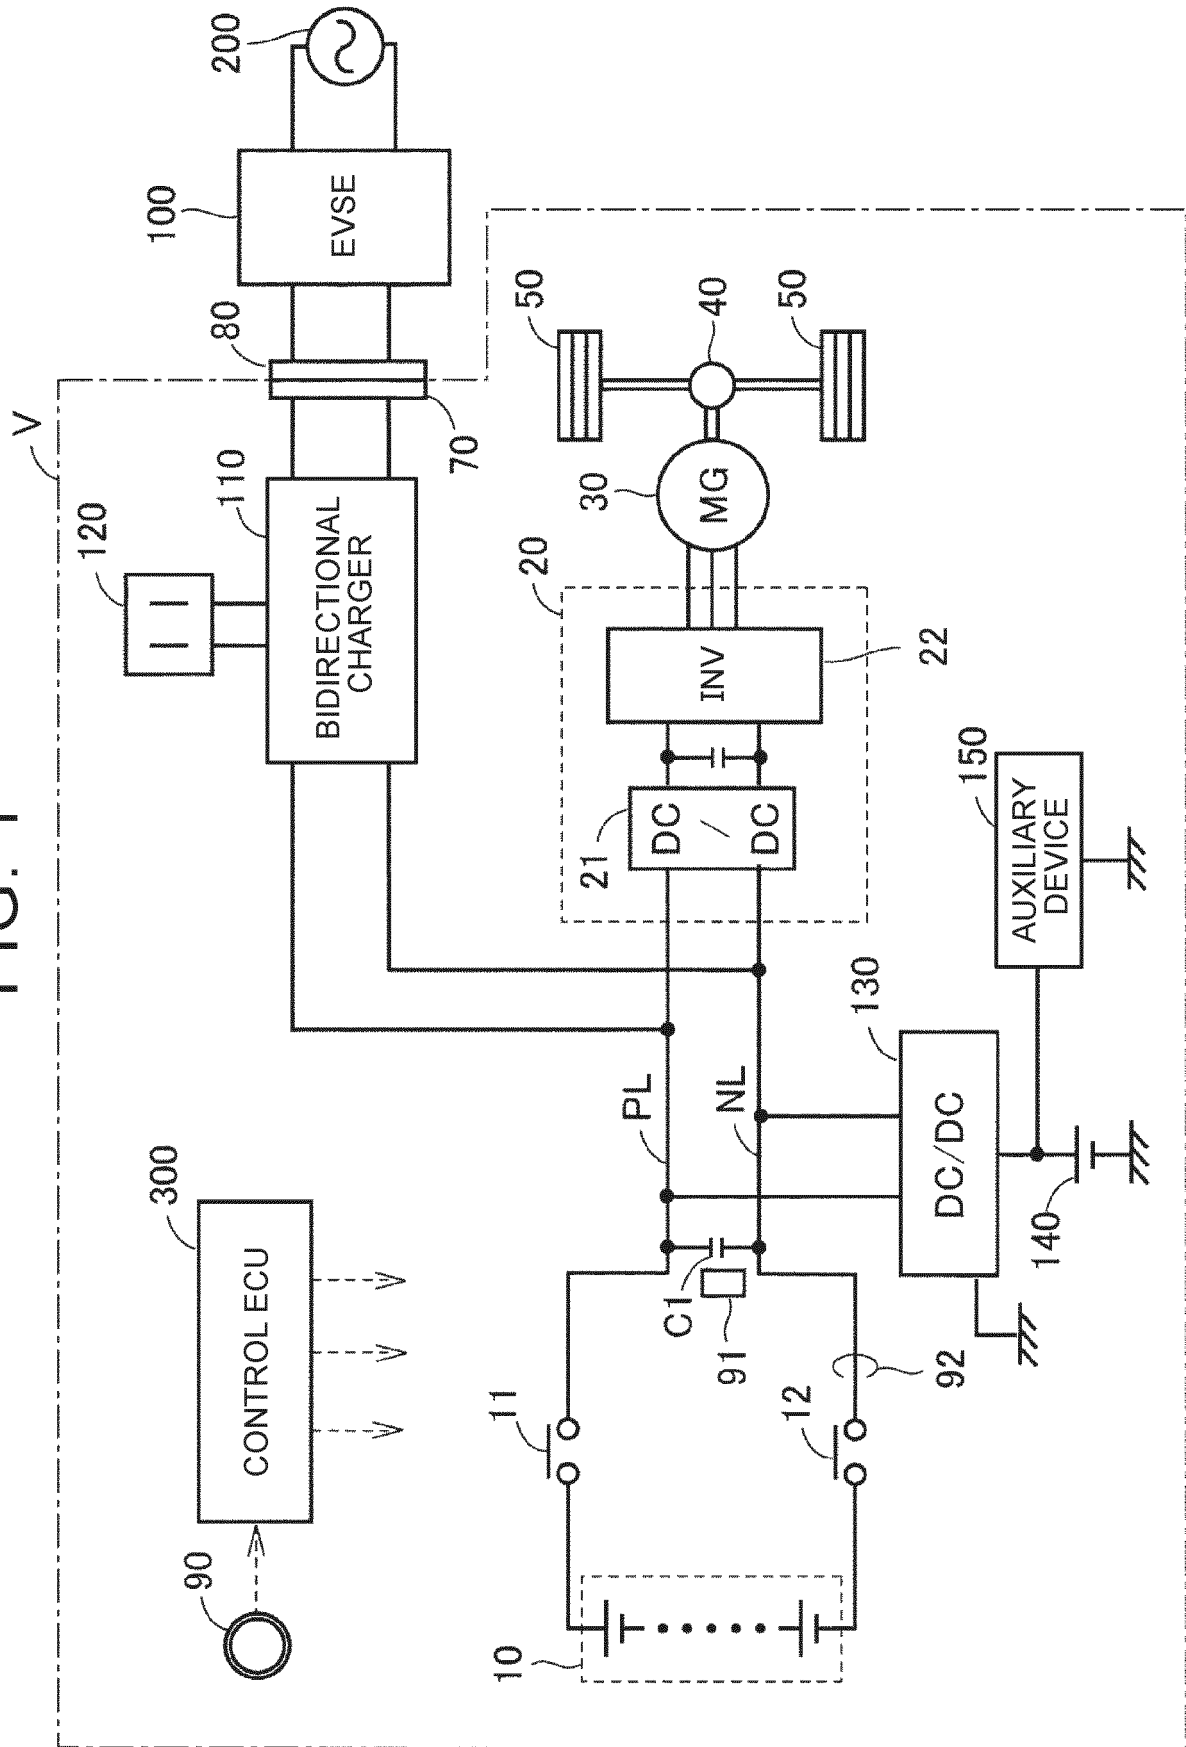 FIG. 1
V
300
CONTROL ECU
90
120
110
BIDIRECTIONAL
CHARGER
80
70
100
EVSE
200
10
11
12
C1
91
92
PL
NL
20
21
DC
/
DC
INV
22
30
MG
40
50
50
130
DC/DC
140
150
AUXILIARY
DEVICE